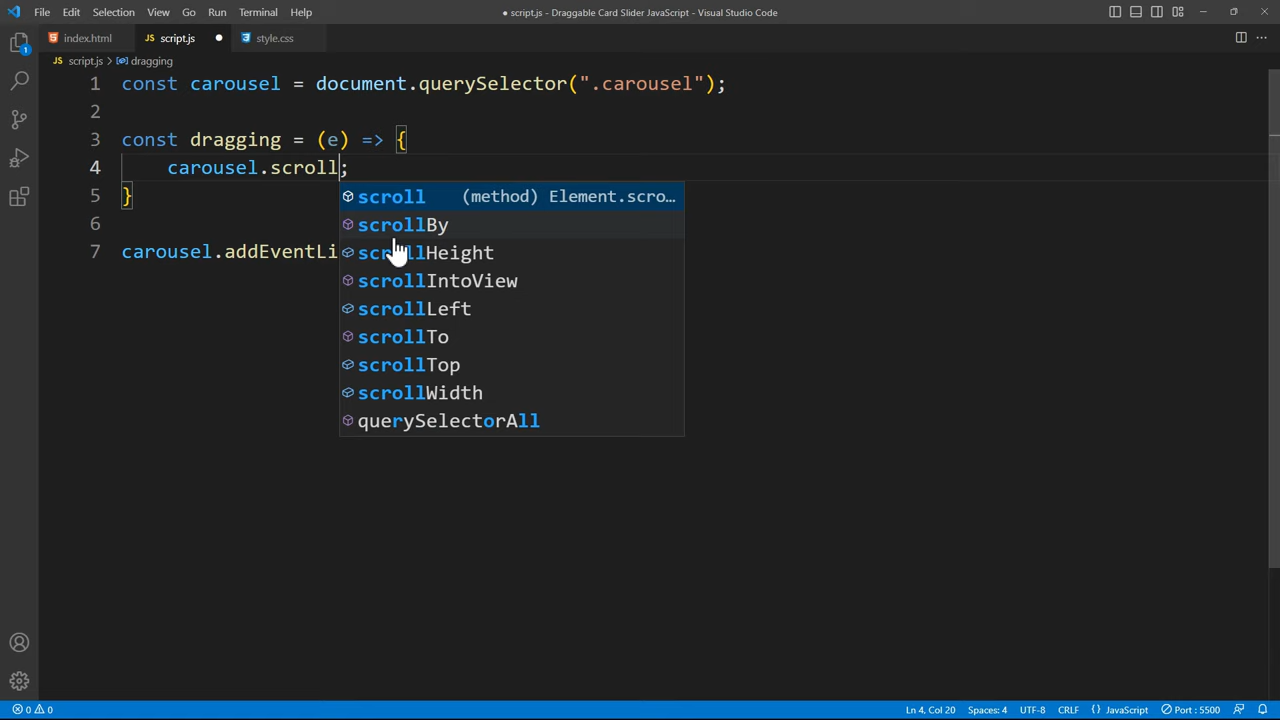 File Edit Selection View Go Run Terminal Help
● script.js - Draggable Card Slider JavaScript - Visual Studio Code
index.html
JS script.js ●
style.css
JS script.js > dragging
1 const carousel = document.querySelector(".carousel");
2
3 const dragging = (e) => {
4 carousel.scroll;
5 }
6
7 carousel.addEventLi
scroll (method) Element.scro…
scrollBy
scrollHeight
scrollIntoView
scrollLeft
scrollTo
scrollTop
scrollWidth
querySelectorAll
1
0 0 Ln 4, Col 20 Spaces: 4 UTF-8 CRLF {} JavaScript Port : 5500